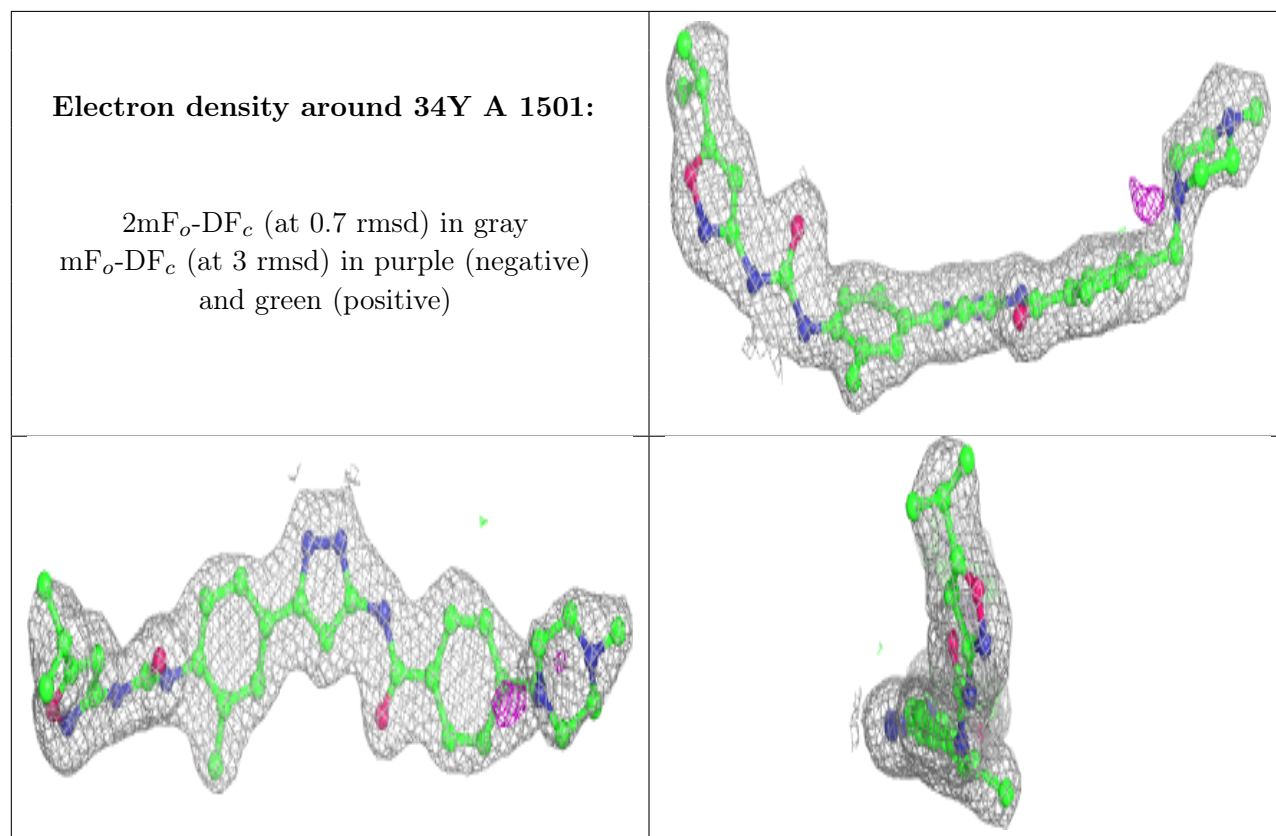 Electron density around 34Y A 1501:
2mFo-DFc (at 0.7 rmsd) in gray
mFo-DFc (at 3 rmsd) in purple (negative)
and green (positive)